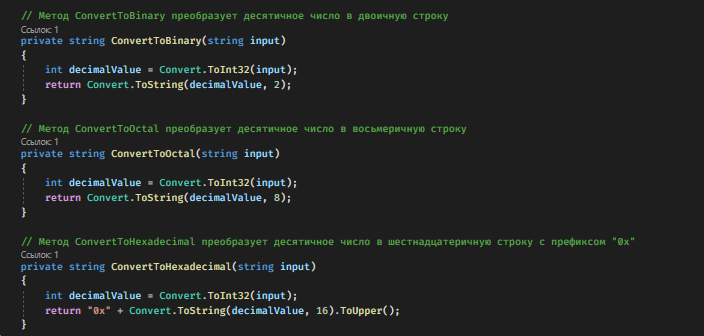 // Метод ConvertToBinary преобразует десятичное число в двоичную строку
Ссылок: 1
private string ConvertToBinary(string input)
{
int decimalValue = Convert.ToInt32(input);
return Convert.ToString(decimalValue, 2);
}
// Метод ConvertToOctal преобразует десятичное число в восьмеричную строку
Ссылок: 1
private string ConvertToOctal(string input)
{
int decimalValue = Convert.ToInt32(input);
return Convert.ToString(decimalValue, 8);
}
// Метод ConvertToHexadecimal преобразует десятичное число в шестнадцатеричную строку с префиксом "0x"
Ссылок: 1
private string ConvertToHexadecimal(string input)
{
int decimalValue = Convert.ToInt32(input);
return "0x" + Convert.ToString(decimalValue, 16).ToUpper();
}